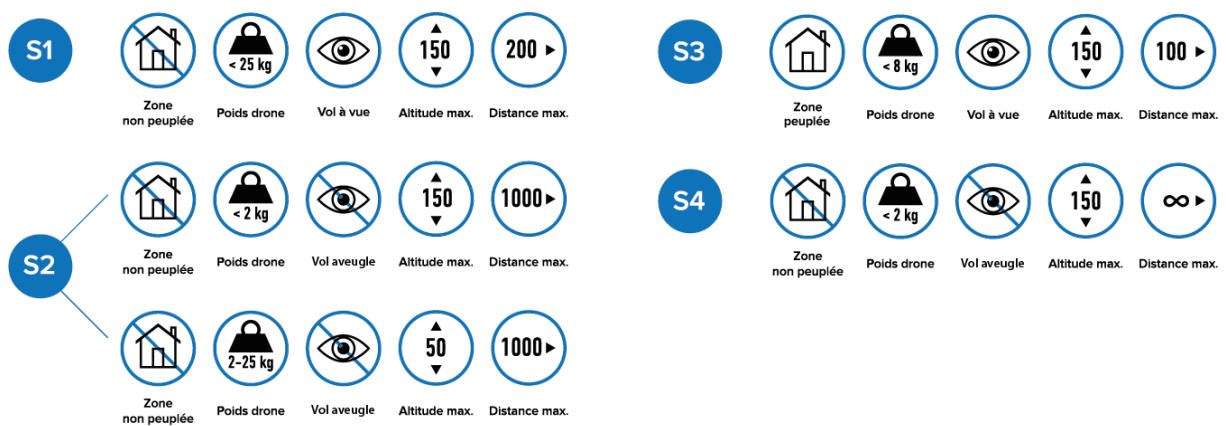 S1
< 25 kg
150
200
Zone
non peuplée
Poids drone
Vol à vue
Altitude max.
Distance max.
S2
< 2 kg
150
1000
Zone
non peuplée
Poids drone
Vol aveugle
Altitude max.
Distance max.
2-25 kg
50
1000
Zone
non peuplée
Poids drone
Vol aveugle
Altitude max.
Distance max.
S3
< 8 kg
150
100
Zone
peuplée
Poids drone
Vol à vue
Altitude max.
Distance max.
S4
< 2 kg
150
∞
Zone
non peuplée
Poids drone
Vol aveugle
Altitude max.
Distance max.